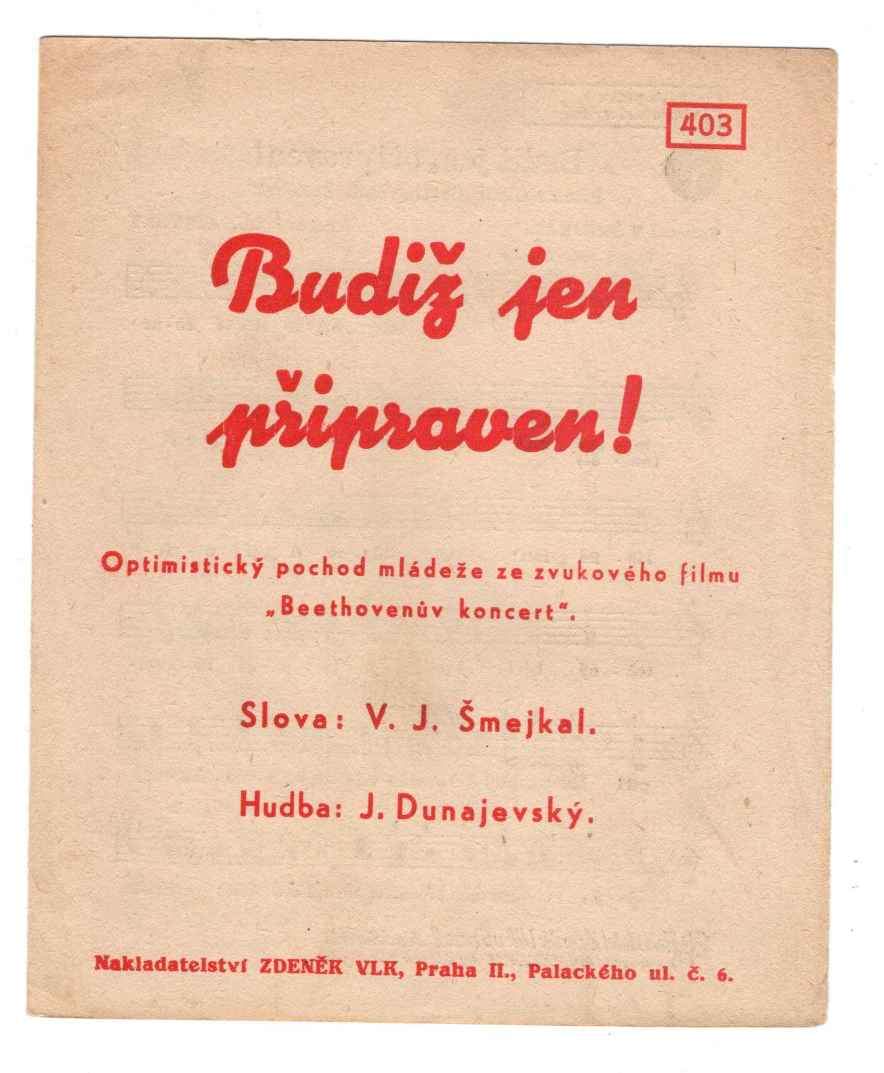 403
Budiž jen
připraven!
Optimistický pochod mládeže ze zvukového filmu
„Beethovenův koncert“.
Slova: V. J. Šmejkal.
Hudba: J. Dunajevský.
Nakladatelství ZDENĚK VLK, Praha II., Palackého ul. č. 6.